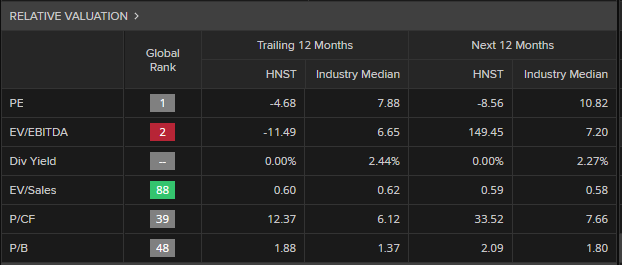 RELATIVE VALUATION >
Global Rank Trailing 12 Months Next 12 Months
HNST Industry Median HNST Industry Median
PE 1 -4.68 7.88 -8.56 10.82
EV/EBITDA 2 -11.49 6.65 149.45 7.20
Div Yield -- 0.00% 2.44% 0.00% 2.27%
EV/Sales 88 0.60 0.62 0.59 0.58
P/CF 39 12.37 6.12 33.52 7.66
P/B 48 1.88 1.37 2.09 1.80